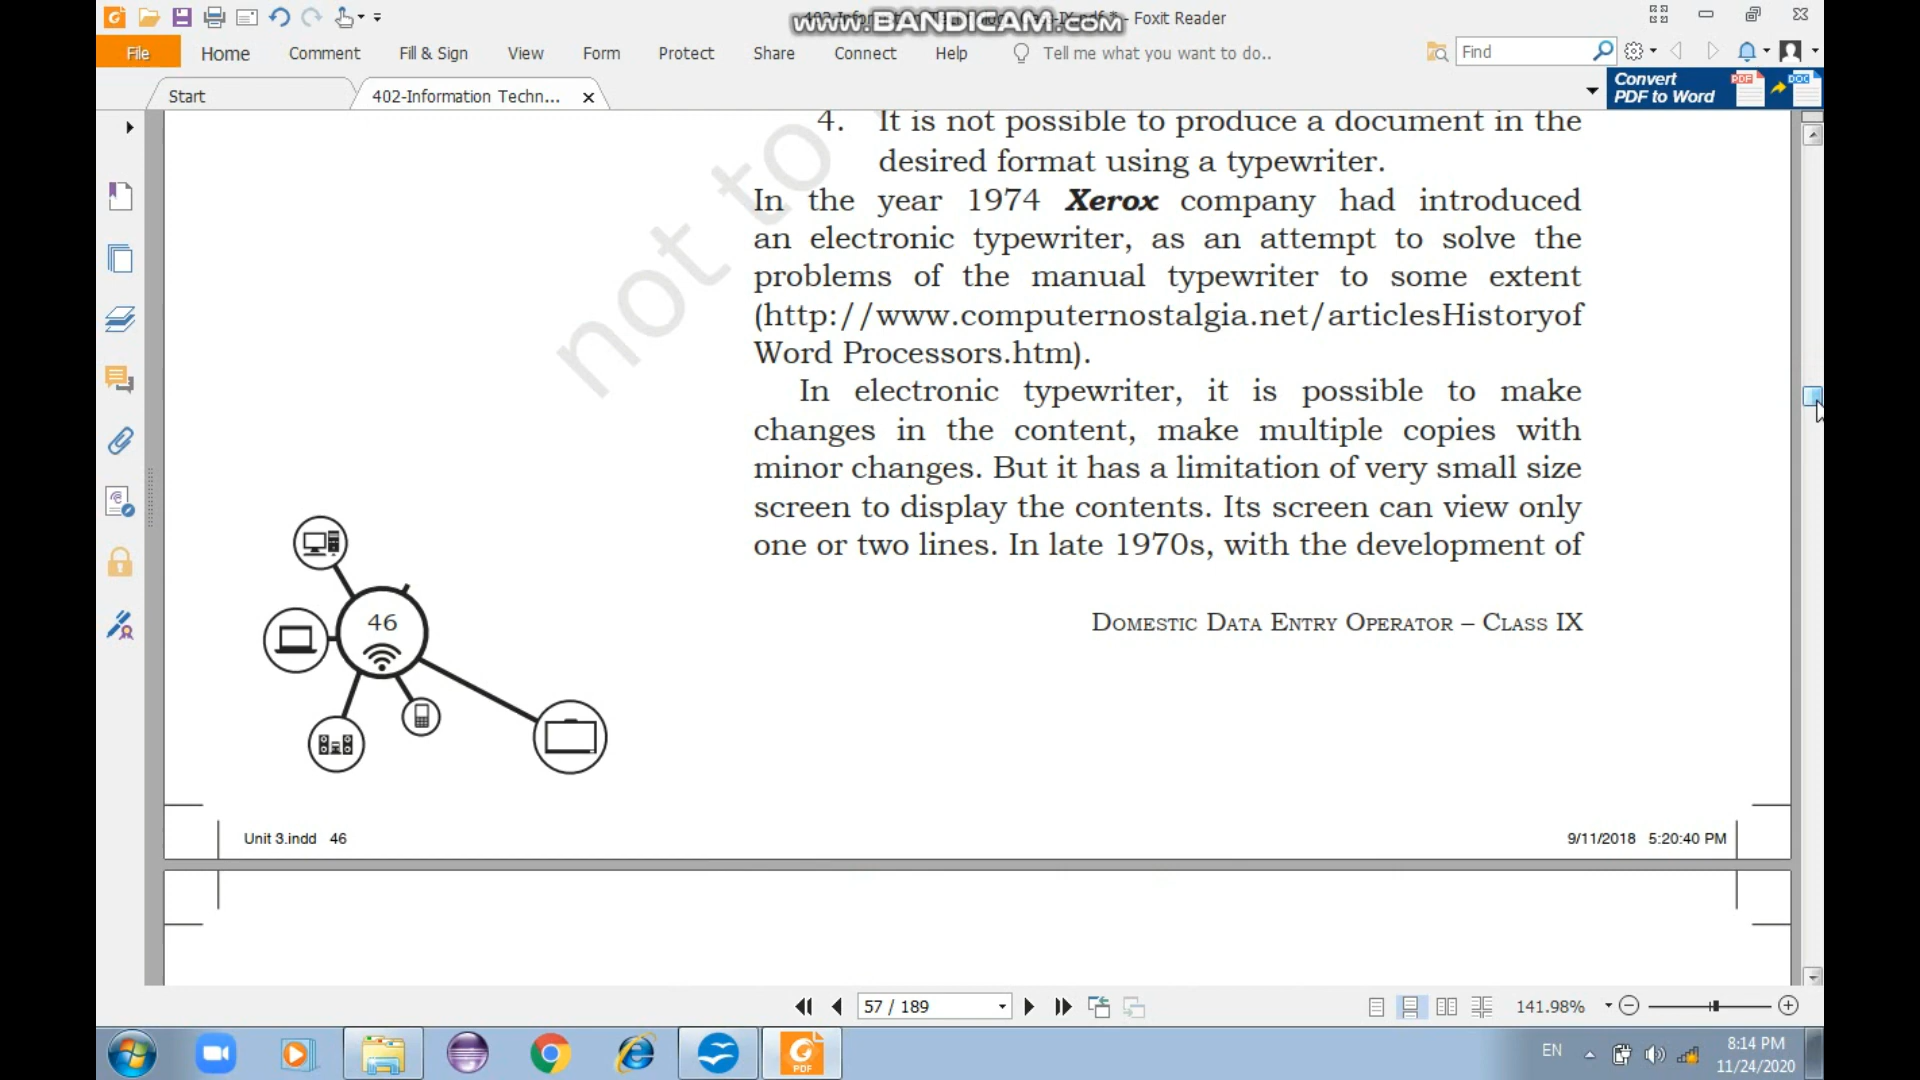 402-Information Techn IX.pdf * - Foxit Reader
www.BANDICAM.com
File Home Comment Fill & Sign View Form Protect Share Connect Help Tell me what you want to do.. Find
Start 402-Information Techn...
Convert PDF to Word
PDF DOC
4. It is not possible to produce a document in the
desired format using a typewriter.
In the year 1974 Xerox company had introduced
an electronic typewriter, as an attempt to solve the
problems of the manual typewriter to some extent
(http://www.computernostalgia.net/articlesHistoryof
Word Processors.htm).
In electronic typewriter, it is possible to make
changes in the content, make multiple copies with
minor changes. But it has a limitation of very small size
screen to display the contents. Its screen can view only
one or two lines. In late 1970s, with the development of
not to
46
Domestic Data Entry Operator – Class IX
Unit 3.indd 46
9/11/2018 5:20:40 PM
57 / 189
141.98%
EN
8:14 PM
11/24/2020
PDF